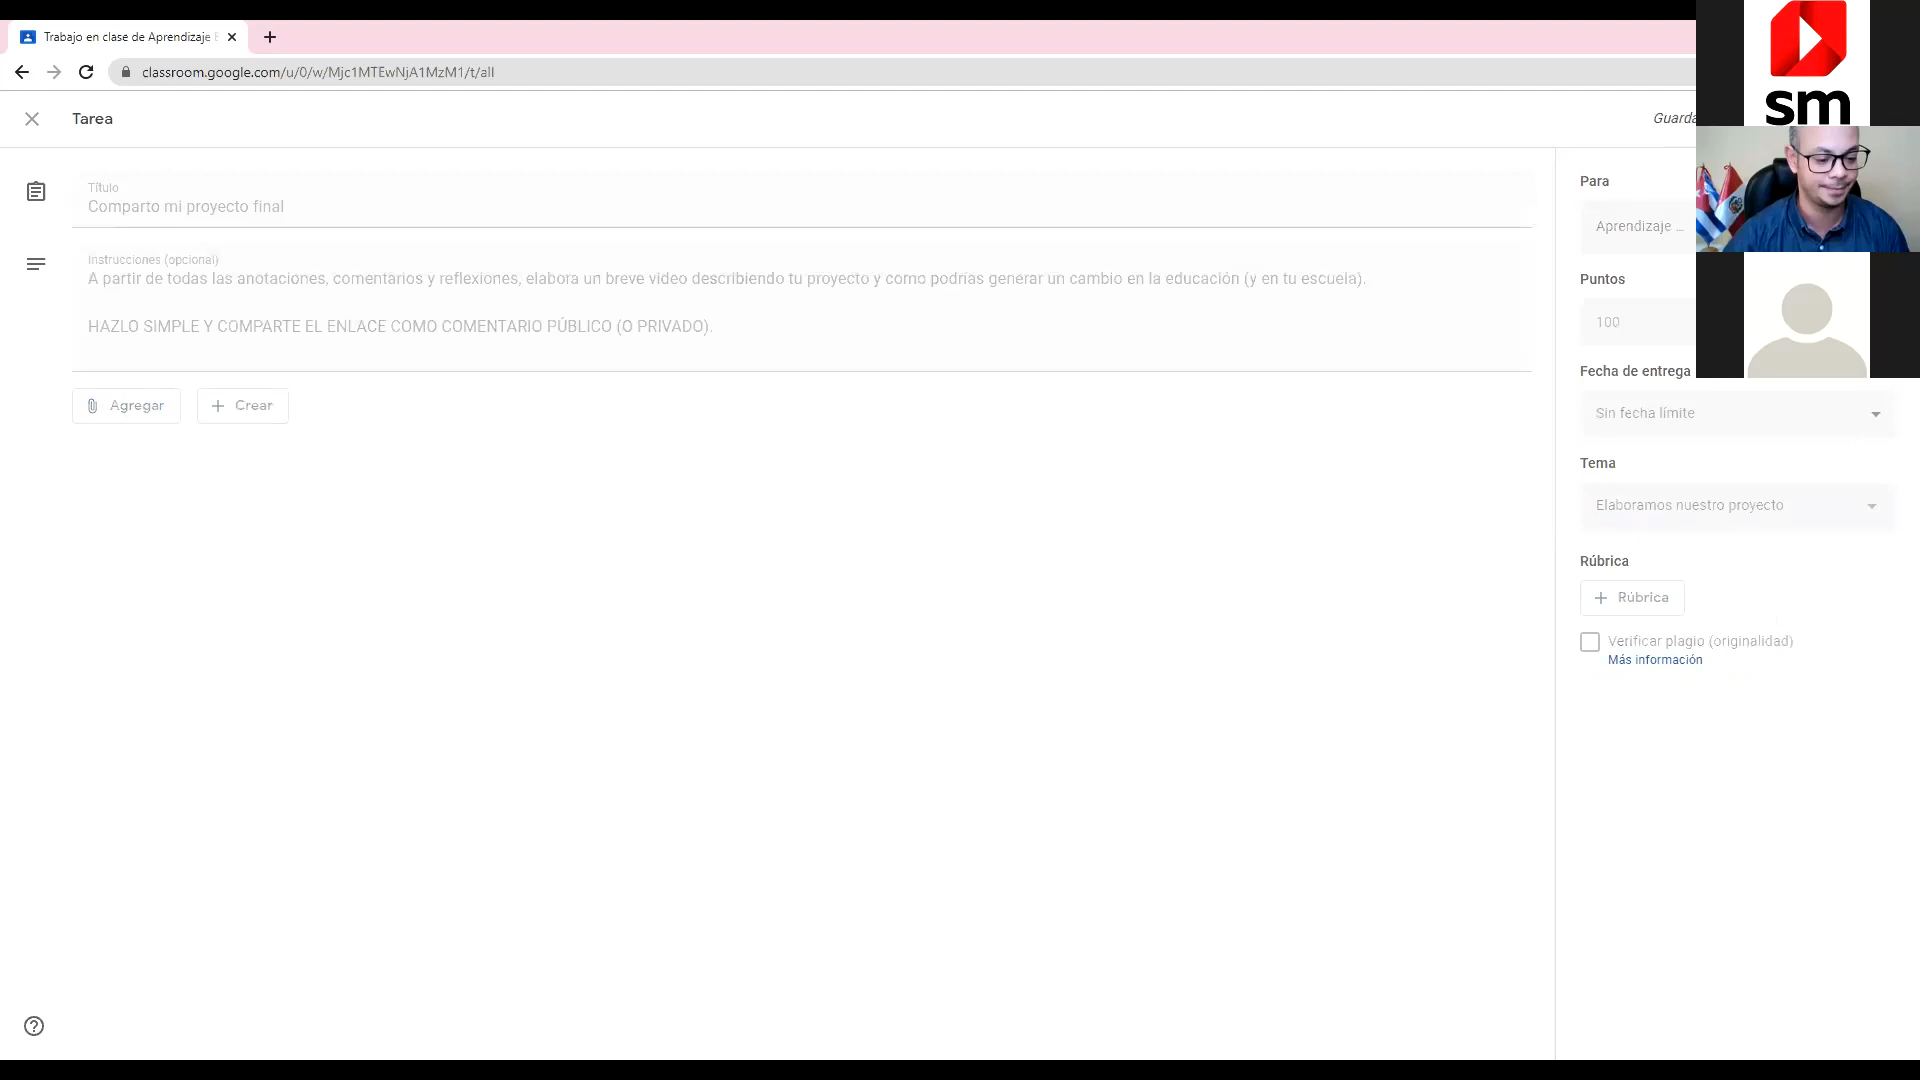 Trabajo en clase de Aprendizaje
classroom.google.com/u/0/w/Mjc1MTEwNjA1MzM1/t/all
sm
Tarea
Guarda
Título
Comparto mi proyecto final
Instrucciones (opcional)
A partir de todas las anotaciones, comentarios y reflexiones, elabora un breve video describiendo tu proyecto y como podrías generar un cambio en la educación (y en tu escuela).
HAZLO SIMPLE Y COMPARTE EL ENLACE COMO COMENTARIO PÚBLICO (O PRIVADO).
Agregar
Crear
Para
Aprendizaje ...
Puntos
100
Fecha de entrega
Sin fecha límite
Tema
Elaboramos nuestro proyecto
Rúbrica
Rúbrica
Verificar plagio (originalidad)
Más información